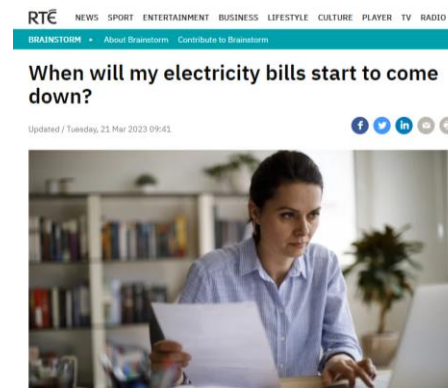 RTÉ NEWS SPORT ENTERTAINMENT BUSINESS LIFESTYLE CULTURE PLAYER TV RADIO
BRAINSTORM • About Brainstorm Contribute to Brainstorm
When will my electricity bills start to come
down?
Updated / Tuesday, 21 Mar 2023 09:41